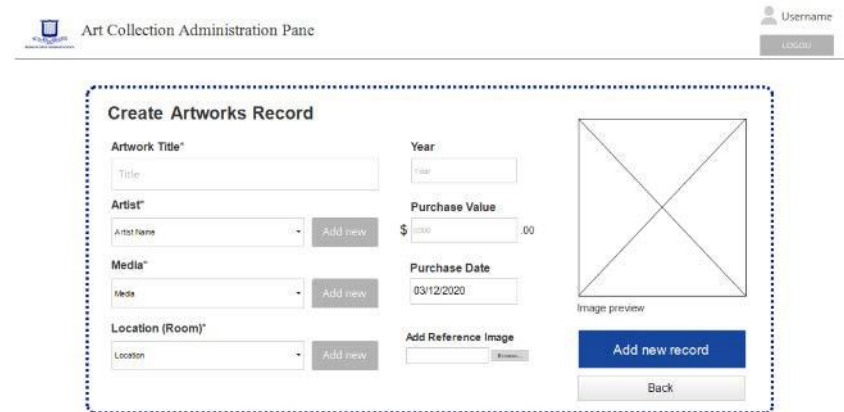 Art Collection Administration Pane
Username
LOGOU
Create Artworks Record
Artwork Title*
Title
Year
Year
Artist*
Artist Name
Add new
Purchase Value
$
.00
Media*
Media
Add new
Purchase Date
03/12/2020
Image preview
Location (Room)*
Location
Add new
Add Reference Image
Browse...
Add new record
Back